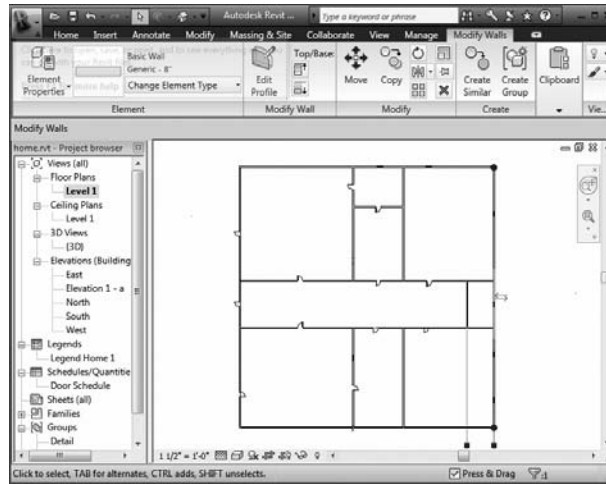 Autodesk Revit ...
Type a keyword or phrase
Home Insert Annotate Modify Massing & Site Collaborate View Manage Modify Walls
Element Properties
Basic Wall
Generic - 8"
Change Element Type
Edit Profile
Top/Base:
Move
Copy
Create Similar
Create Group
Clipboard
Element
Modify Wall
Modify
Create
Vie...
Modify Walls
home.rvt - Project browser
Views (all)
Floor Plans
Level 1
Ceiling Plans
Level 1
3D Views
{3D}
Elevations (Building
East
Elevation 1 - a
North
South
West
Legends
Legend Home 1
Schedules/Quantitie
Door Schedule
Sheets (all)
Families
Groups
Detail
1 1/2" = 1'-0"
Click to select, TAB for alternates, CTRL adds, SHIFT unselects.
Press & Drag
:1